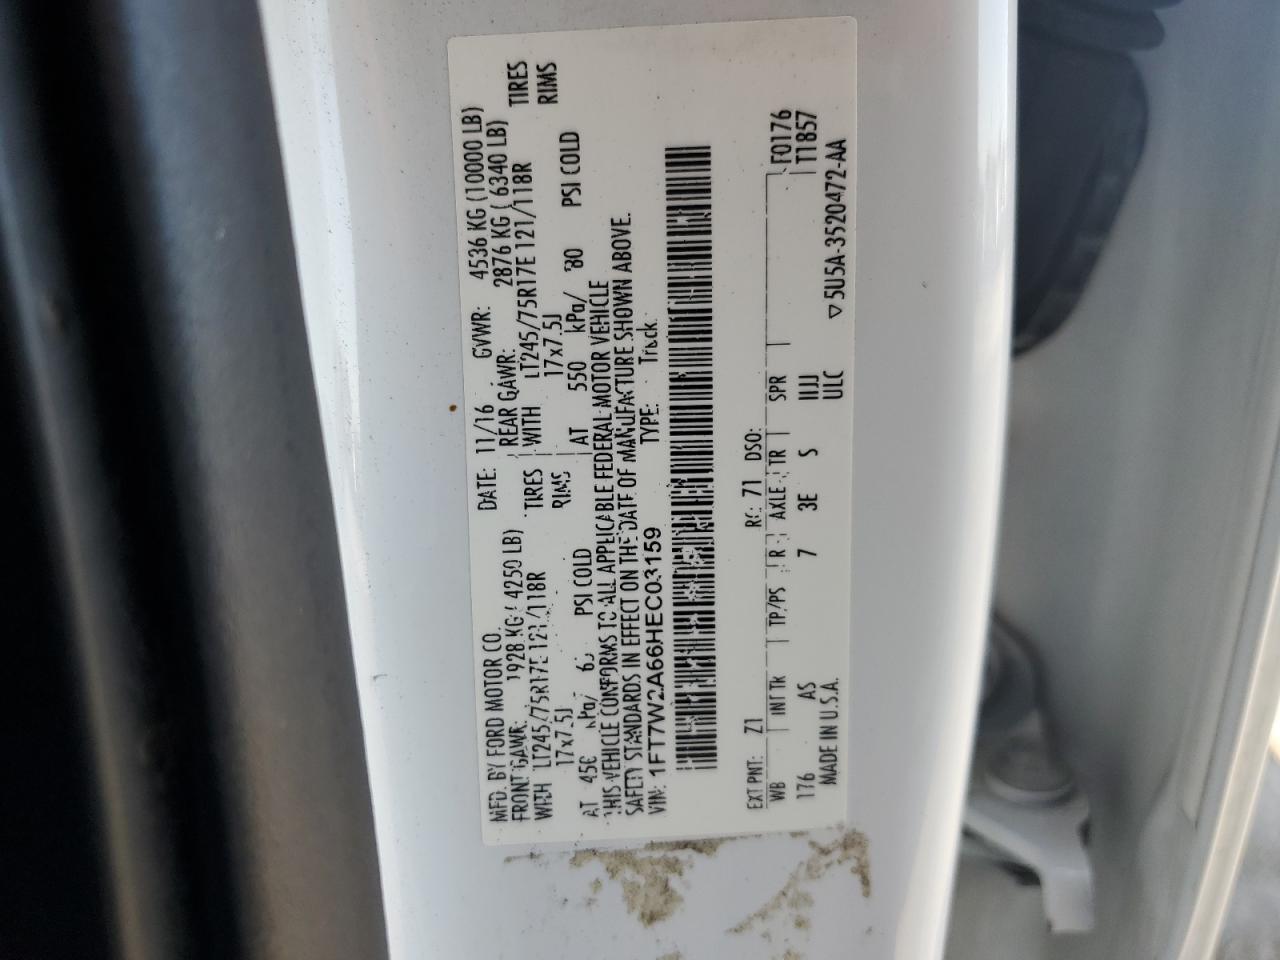 MFD. BY FORD MOTOR CO. DATE: 11/16 GVWR: 4536 KG (10000 LB)
FRONT GAWR: 1928 KG ( 4250 LB) REAR GAWR: 2876 KG ( 6340 LB)
WITH LT245/75R17E 121/118R TIRES WITH LT245/75R17E 121/118R TIRES
17x7.5J RIMS 17x7.5J RIMS
AT 450 kPa/ PSI COLD AT 550 kPa/ 80 PSI COLD
THIS VEHICLE CONFORMS TO ALL APPLICABLE FEDERAL MOTOR VEHICLE
SAFETY STANDARDS IN EFFECT ON THE DATE OF MANUFACTURE SHOWN ABOVE.
VIN: 1FT7W2A66HEC03159 TYPE: Truck
EXT PNT: Z1 RC: 71 DSO: F0176
WB INT TR TP/PS R AXLE TR SPR T1857
176 AS 7 3E S IIJJ
MADE IN U.S.A. ULC ▽5U5A-3520472-AA